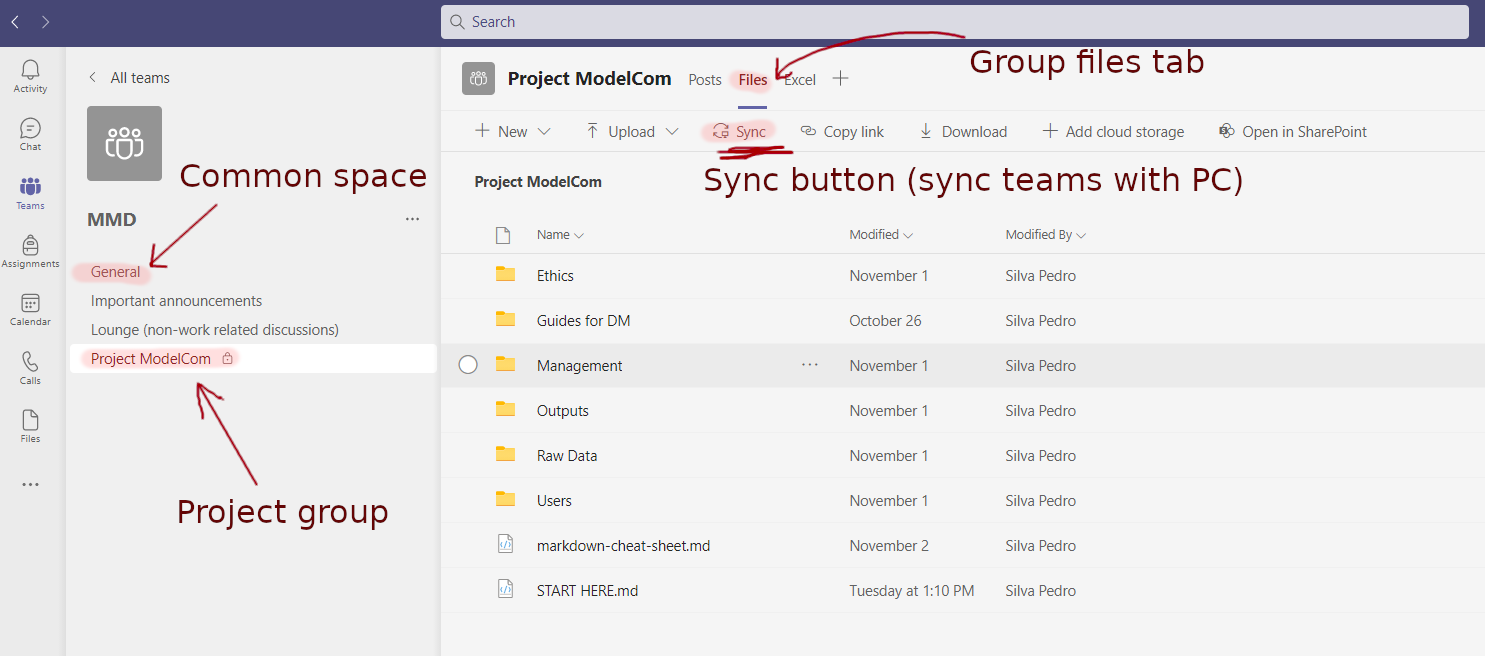 Search
Activity
Chat
Teams
Assignments
Calendar
Calls
Files
All teams
Common space
MMD
General
Important announcements
Lounge (non-work related discussions)
Project ModelCom
Project group
Project ModelCom Posts Files Excel
Group files tab
New Upload Sync Copy link Download Add cloud storage Open in SharePoint
Sync button (sync teams with PC)
Project ModelCom
Name Modified Modified By
Ethics November 1 Silva Pedro
Guides for DM October 26 Silva Pedro
Management November 1 Silva Pedro
Outputs November 1 Silva Pedro
Raw Data November 1 Silva Pedro
Users November 1 Silva Pedro
markdown-cheat-sheet.md November 2 Silva Pedro
START HERE.md Tuesday at 1:10 PM Silva Pedro